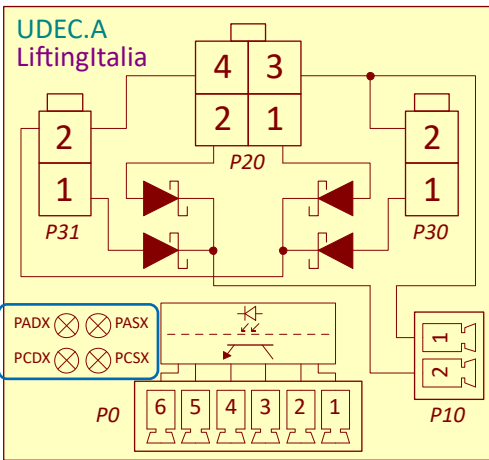 UDEC.A
LiftingItalia
4 3
2 1
P20
2
1
P31
2
1
P30
PADX PASX
PCDX PCSX
1
2
P10
P0
6 5 4 3 2 1